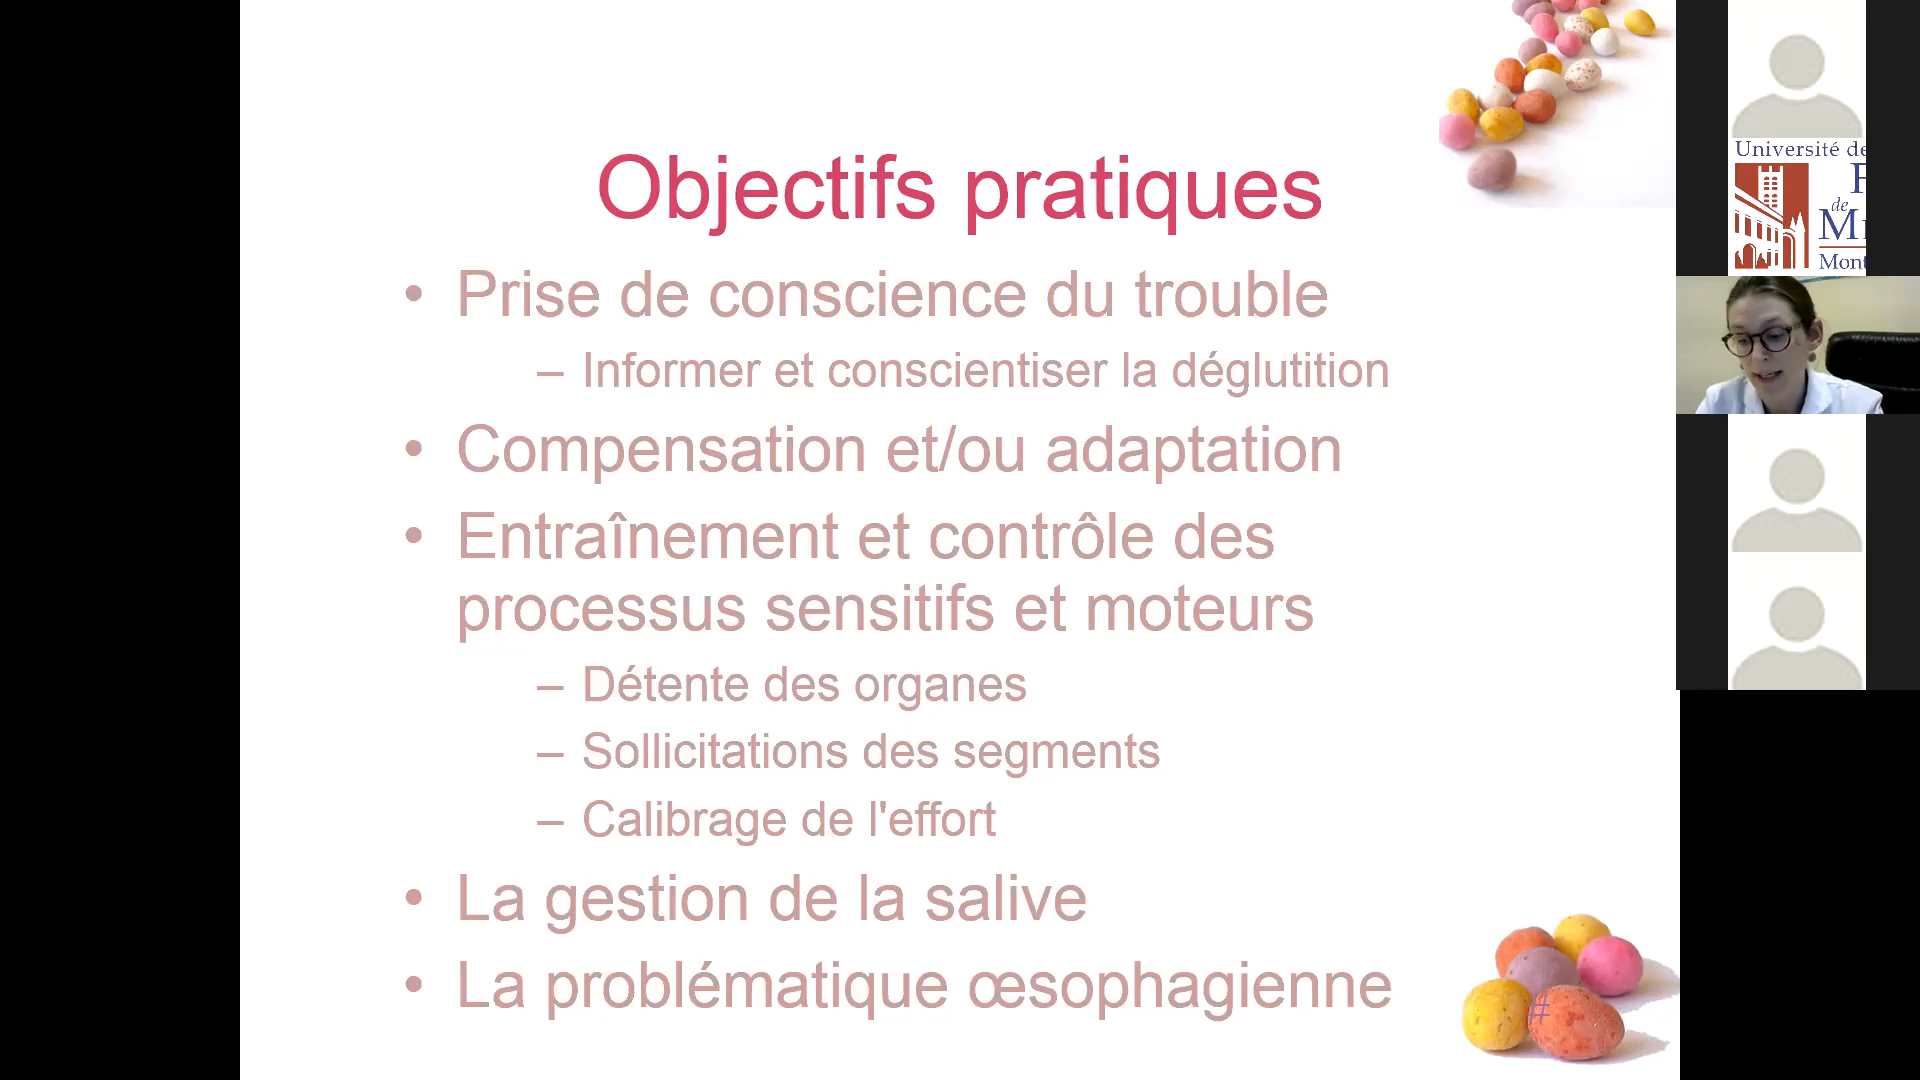 Objectifs pratiques
• Prise de conscience du trouble
– Informer et conscientiser la déglutition
• Compensation et/ou adaptation
• Entraînement et contrôle des
processus sensitifs et moteurs
– Détente des organes
– Sollicitations des segments
– Calibrage de l'effort
• La gestion de la salive
• La problématique œsophagienne
#
Université de
de
Mont